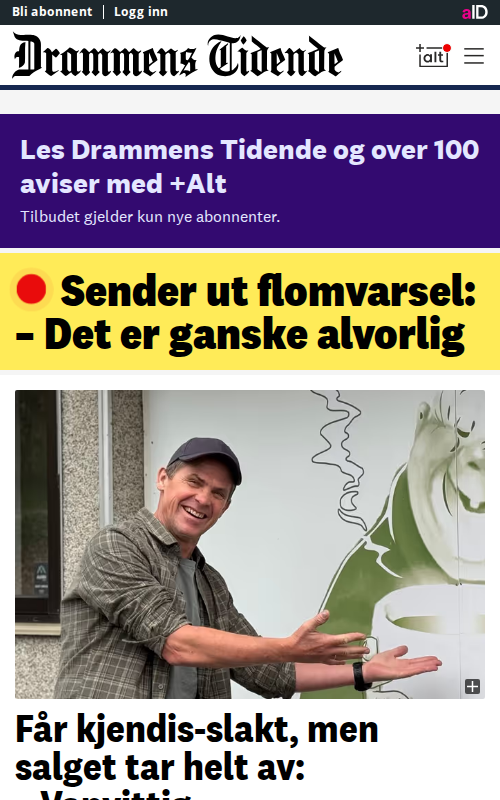 Bli abonnent | Logg inn
aID
Drammens Tidende
+alt
Les Drammens Tidende og over 100
aviser med +Alt
Tilbudet gjelder kun nye abonnenter.
Sender ut flomvarsel:
– Det er ganske alvorlig
Får kjendis-slakt, men
salget tar helt av:
– Vanvittig